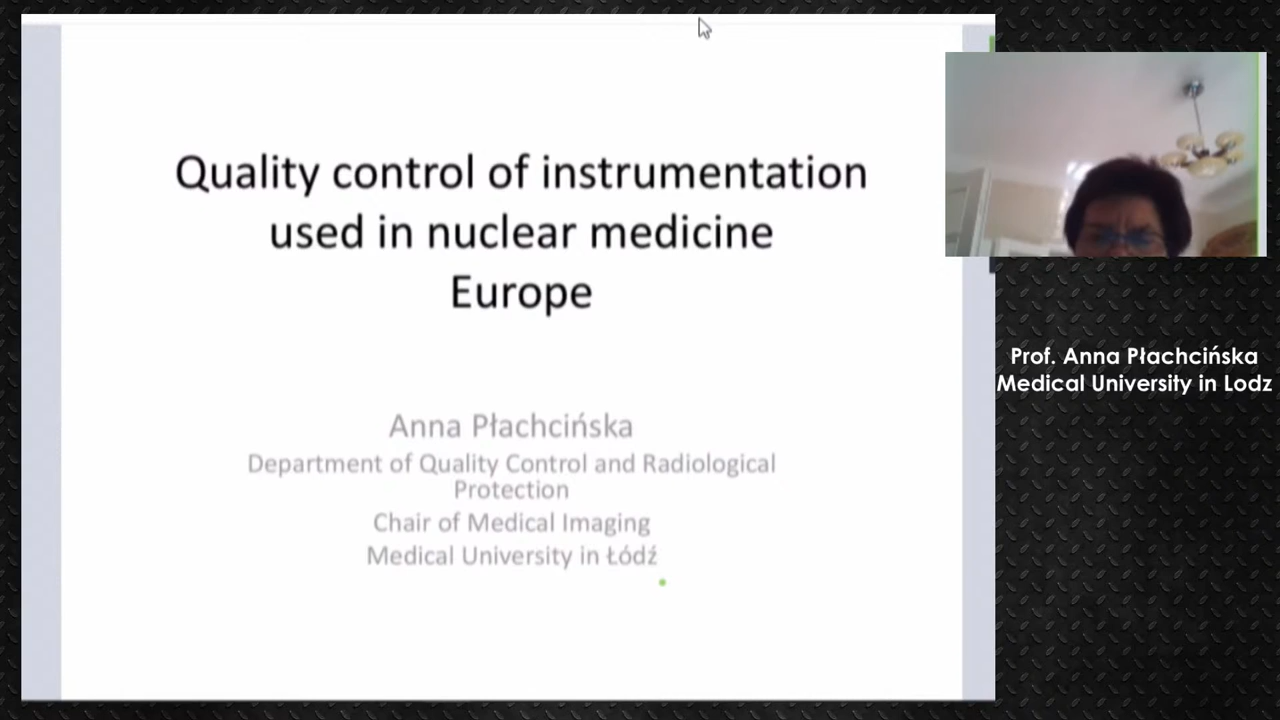 Quality control of instrumentation
used in nuclear medicine
Europe
Anna Płachcińska
Department of Quality Control and Radiological
Protection
Chair of Medical Imaging
Medical University in Łódź
Prof. Anna Płachcińska
Medical University in Lodz